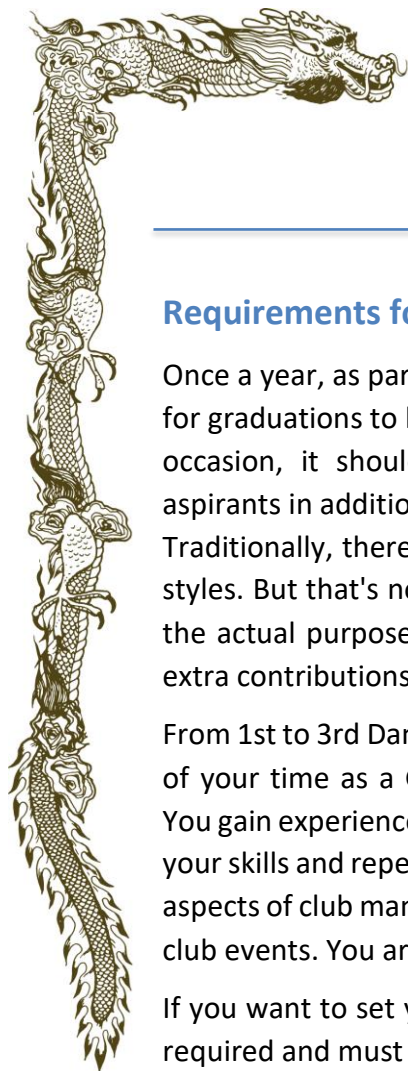 Requirements fo
Once a year, as par
for graduations to
occasion, it shoul
aspirants in additio
Traditionally, there
styles. But that's n
the actual purpose
extra contributions
From 1st to 3rd Dan
of your time as a
You gain experience
your skills and repe
aspects of club man
club events. You ar
If you want to set y
required and must